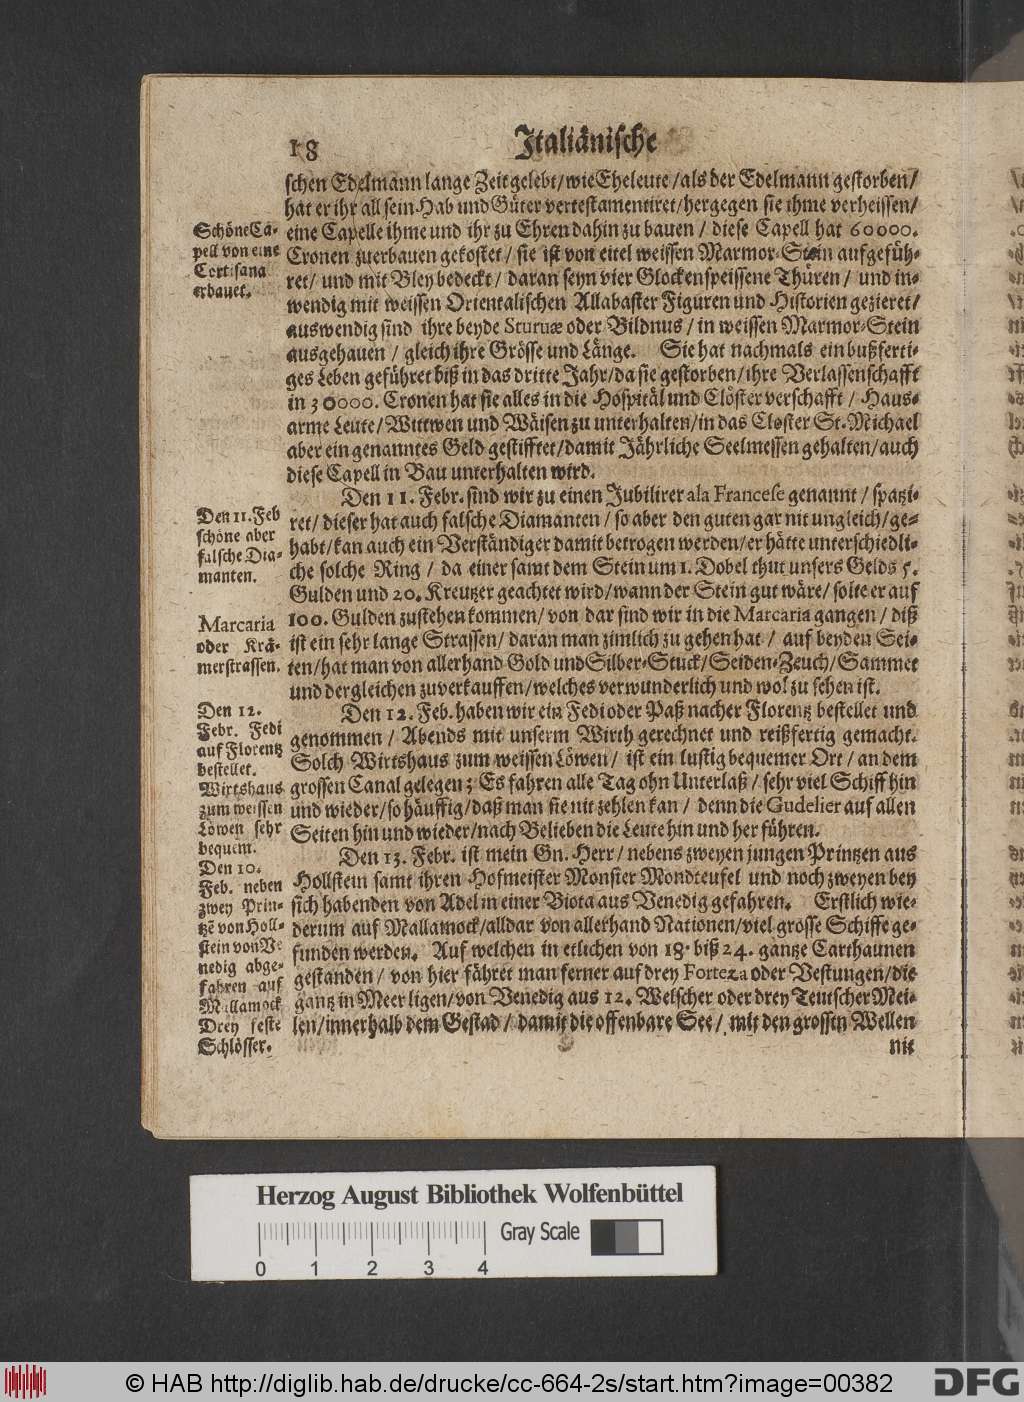 18
Italiänische
schen Edelmann lange Zeit gelebt/ wie Eheleute / als der Edelmann gestorben/
hat er ihr all sein Hab und Güter vertestamentiret/ hergegen sie ihme verheissen/
eine Capelle ihme und ihr zu Ehren dahin zu bauen / diese Capell hat 60000.
Cronen zuerbauen gekostet / sie ist von eitel weissen Marmor-Stein aufgefüh-
ret/ und mit Bley bedeckt / daran seyn vier Glockenspeissene Thüren / und in-
wendig mit weissen Orientalischen Allabaster Figuren und Historien gezieret/
auswendig sind ihre beyde Sturuæ oder Bildnus / in weissen Marmor-Stein
ausgehauen / gleich ihre Grösse und Länge. Sie hat nachmals ein bußferti-
ges Leben geführet biß in das dritte Jahr/ da sie gestorben/ ihre Verlassenschafft
in 30000. Cronen hat sie alles in die Hospitäl und Clöster verschafft / Haus-
arme Leute/ Wittwen und Wäisen zu unterhalten/ in das Closter St. Michael
aber ein genanntes Geld gestifftet/ damit Jährliche Seelmessen gehalten/ auch
diese Capell in Bau unterhalten wird.
Schöne Ca-
pell von eine
Cortisana
erbauet.
Den 11. Febr. sind wir zu einen Jubilirer ala Francese genannt / spatzi-
ret/ dieser hat auch falsche Diamanten / so aber den guten gar nit ungleich/ ge-
habt/ kan auch ein Verständiger damit betrogen werden/ er hätte unterschiedli-
che solche Ring / da einer samt dem Stein um 1. Dobel thut unsers Gelds 5.
Gulden und 20. Kreutzer geachtet wird/ wann der Stein gut wäre/ solte er auf
100. Gulden zustehen kommen/ von dar sind wir in die Marcaria gangen / diß
ist ein sehr lange Strassen/ daran man zimlich zu gehen hat / auf beyden Sei-
ten/ hat man von allerhand Gold und Silber-Stuck/ Seiden-Zeuch/ Sammet
und dergleichen zuverkauffen/ welches verwunderlich und wol zu sehen ist.
Den 11. Feb
schöne aber
falsche Dia-
manten.
Marcaria
oder Krä-
merstrassen.
Den 12. Feb. haben wir ein Fedi oder Paß nacher Florentz bestellet und
genommen / Abends mit unserm Wirth gerechnet und reißfertig gemacht.
Solch Wirtshaus zum weissen Löwen / ist ein lustig bequemer Ort / an dem
grossen Canal gelegen; Es fahren alle Tag ohn Unterlaß / sehr viel Schiff hin
und wieder/ so häuffig/ daß man sie nit zehlen kan / denn die Gudelier auf allen
Seiten hin und wieder/ nach Belieben die Leute hin und her führen.
Den 12.
Febr. Fedi
auf Florentz
bestellet.
Wirtshaus
zum weissen
Löwen sehr
bequem.
Den 13. Febr. ist mein Gn. Herr/ nebens zweyen jungen Printzen aus
Hollstein samt ihren Hofmeister Monsier Mondteufel und noch zweyen bey
sich habenden von Adel in einer Biota aus Venedig gefahren. Erstlich wie-
derum auf Mallamock/ alldar von allerhand Nationen/ viel grosse Schiffe ge-
funden werden. Auf welchen in etlichen von 18. biß 24. gantze Carthaunen
gestanden / von hier fähret man ferner auf drey Forteza oder Vestungen/ die
gantz in Meer ligen/ von Venedig aus 12. Welscher oder drey Teutscher Mei-
len/ innerhalb dem Gestad / damit die offenbare See / mit den grossen Wellen
nit
Den 10.
Feb. neben
zwey Prin-
tzē von Holl-
stein von Ve
nedig abge-
fahren auf
Mallamock
Drey feste
Schlösser.
Herzog August Bibliothek Wolfenbüttel
Gray Scale
0 1 2 3 4
© HAB http://diglib.hab.de/drucke/cc-664-2s/start.htm?image=00382
DFG